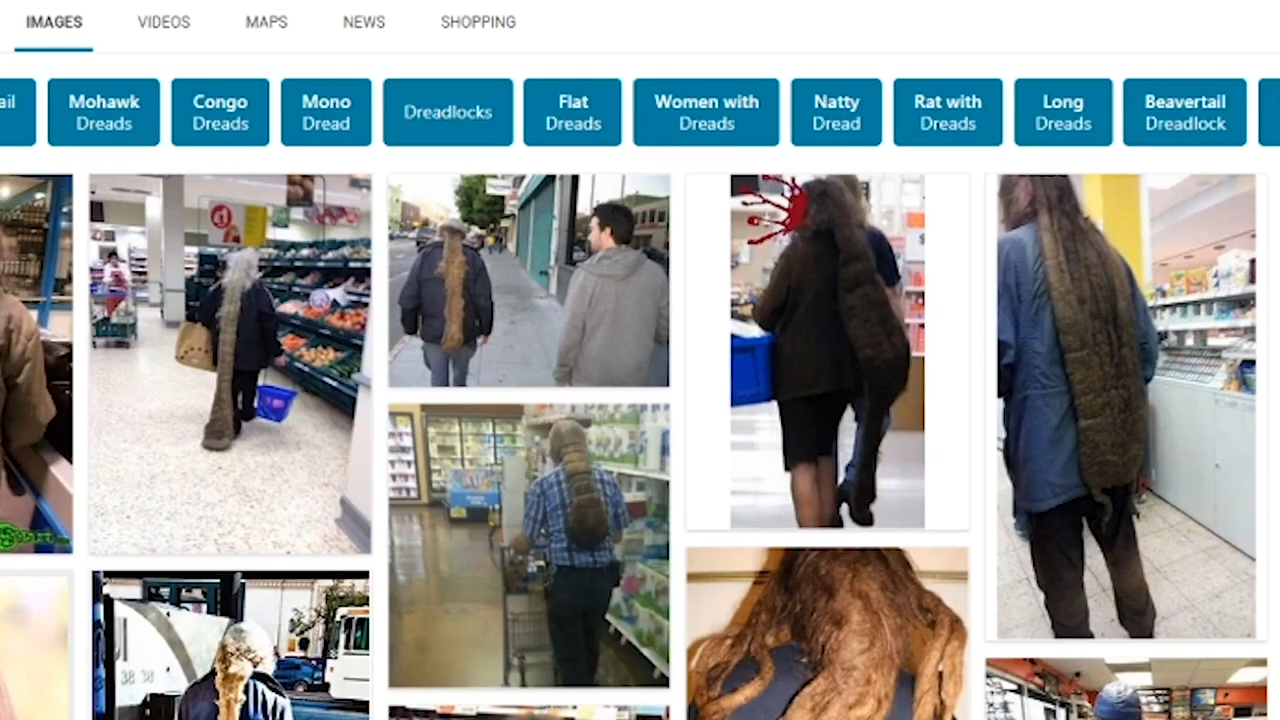 IMAGES VIDEOS MAPS NEWS SHOPPING
ail
Mohawk
Dreads
Congo
Dreads
Mono
Dread
Dreadlocks
Flat
Dreads
Women with
Dreads
Natty
Dread
Rat with
Dreads
Long
Dreads
Beavertail
Dreadlock